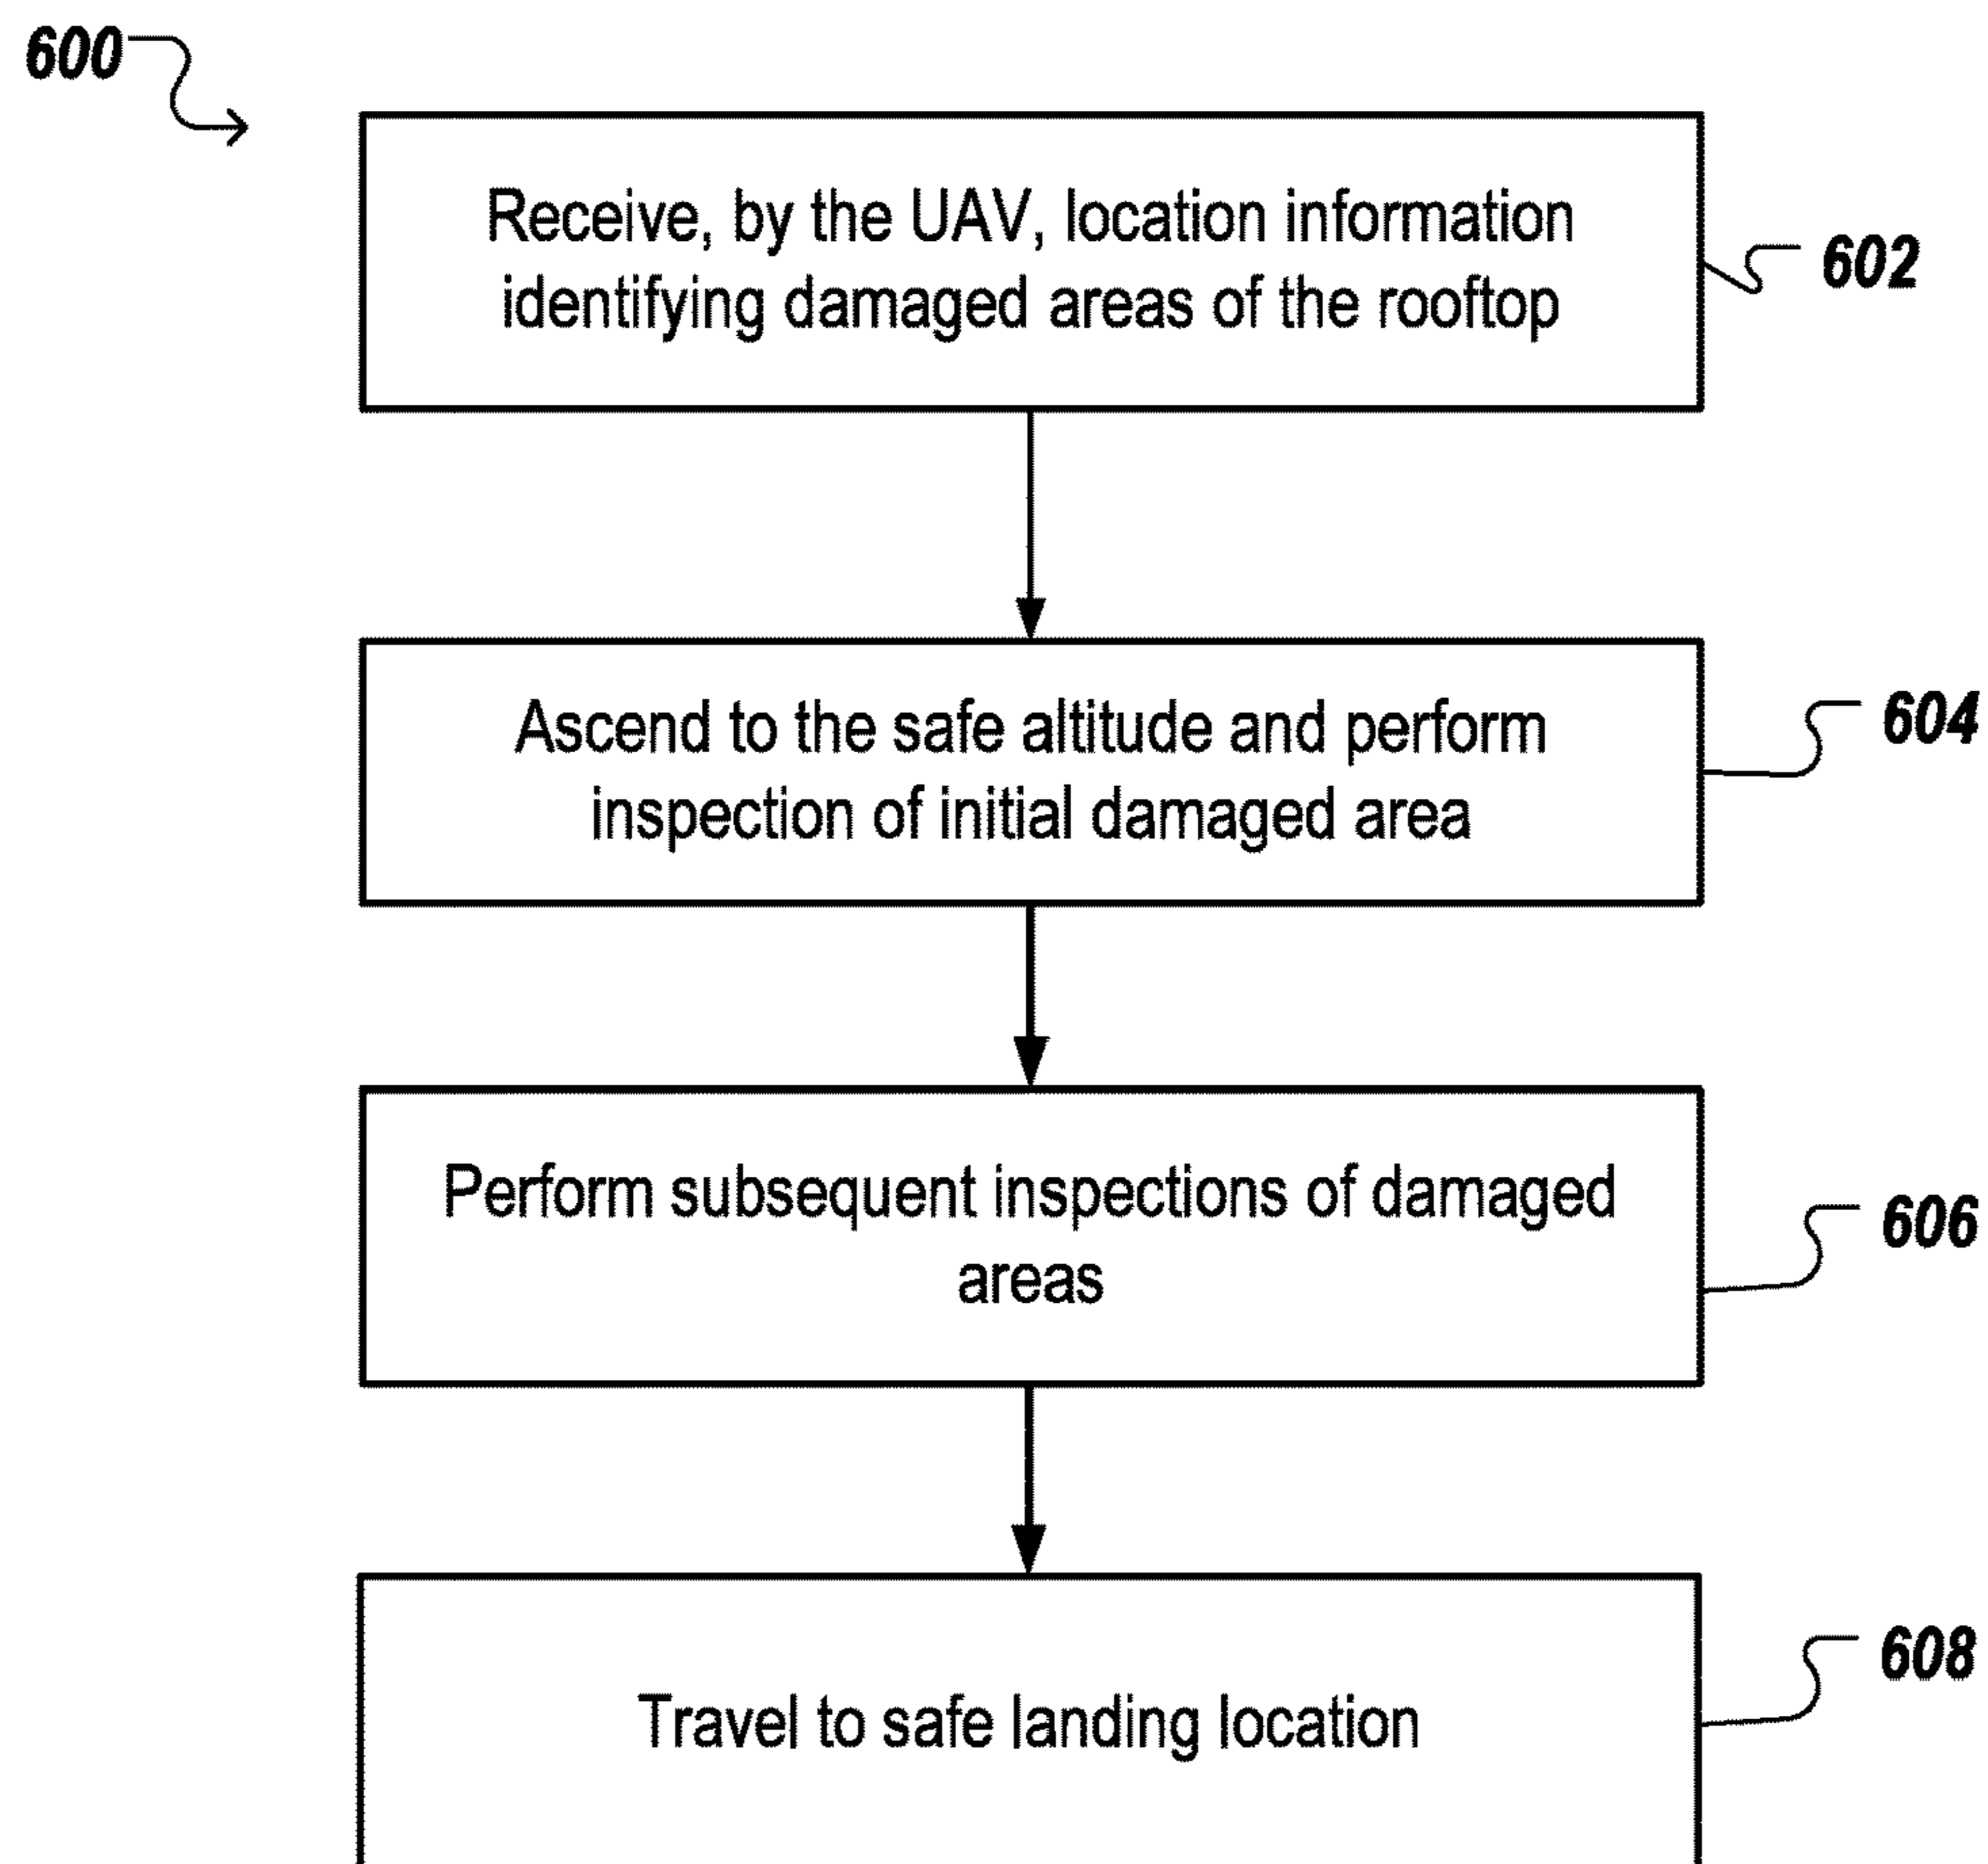 600
Receive, by the UAV, location information
identifying damaged areas of the rooftop
602
Ascend to the safe altitude and perform
inspection of initial damaged area
604
Perform subsequent inspections of damaged
areas
606
Travel to safe landing location
608